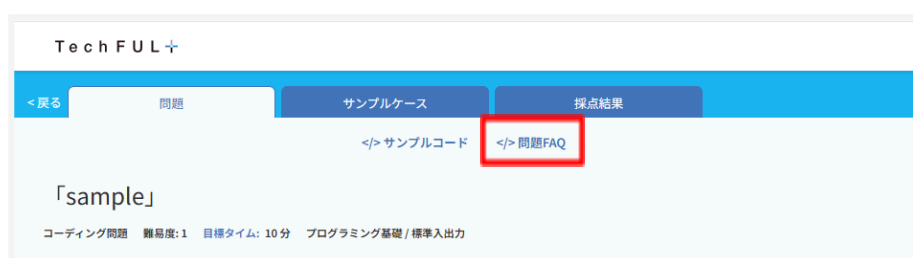 TechFUL+
<戻る 問題 サンプルケース 採点結果
</> サンプルコード </> 問題FAQ
「sample」
コーディング問題 難易度: 1 目標タイム: 10 分 プログラミング基礎 / 標準入出力